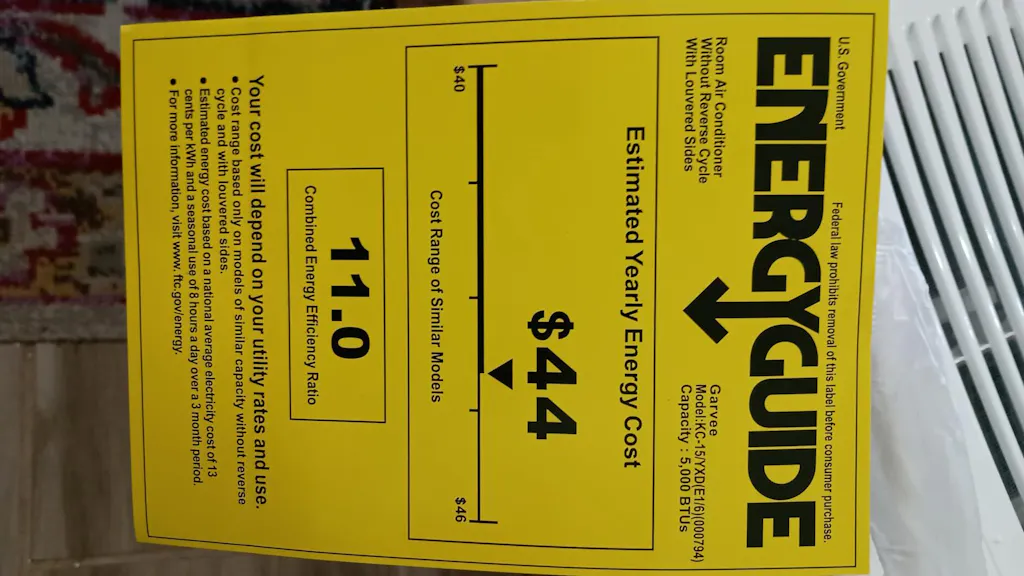 U.S. Government
Federal law prohibits removal of this label before consumer purchase.
ENERGYGUIDE
Room Air Conditioner
Without Reverse Cycle
With Louvered Sides
Garvee
Model:KC-15/YXD(E1/6)(000794)
Capacity : 5,000 BTUs
Estimated Yearly Energy Cost
$44
$40
$46
Cost Range of Similar Models
11.0
Combined Energy Efficiency Ratio
Your cost will depend on your utility rates and use.
• Cost range based only on models of similar capacity without reverse
cycle and with louvered sides.
• Estimated energy cost based on a national average electricity cost of 13
cents per kWh and a seasonal use of 8 hours a day over a 3 month period.
• For more information, visit www. ftc.gov/energy.